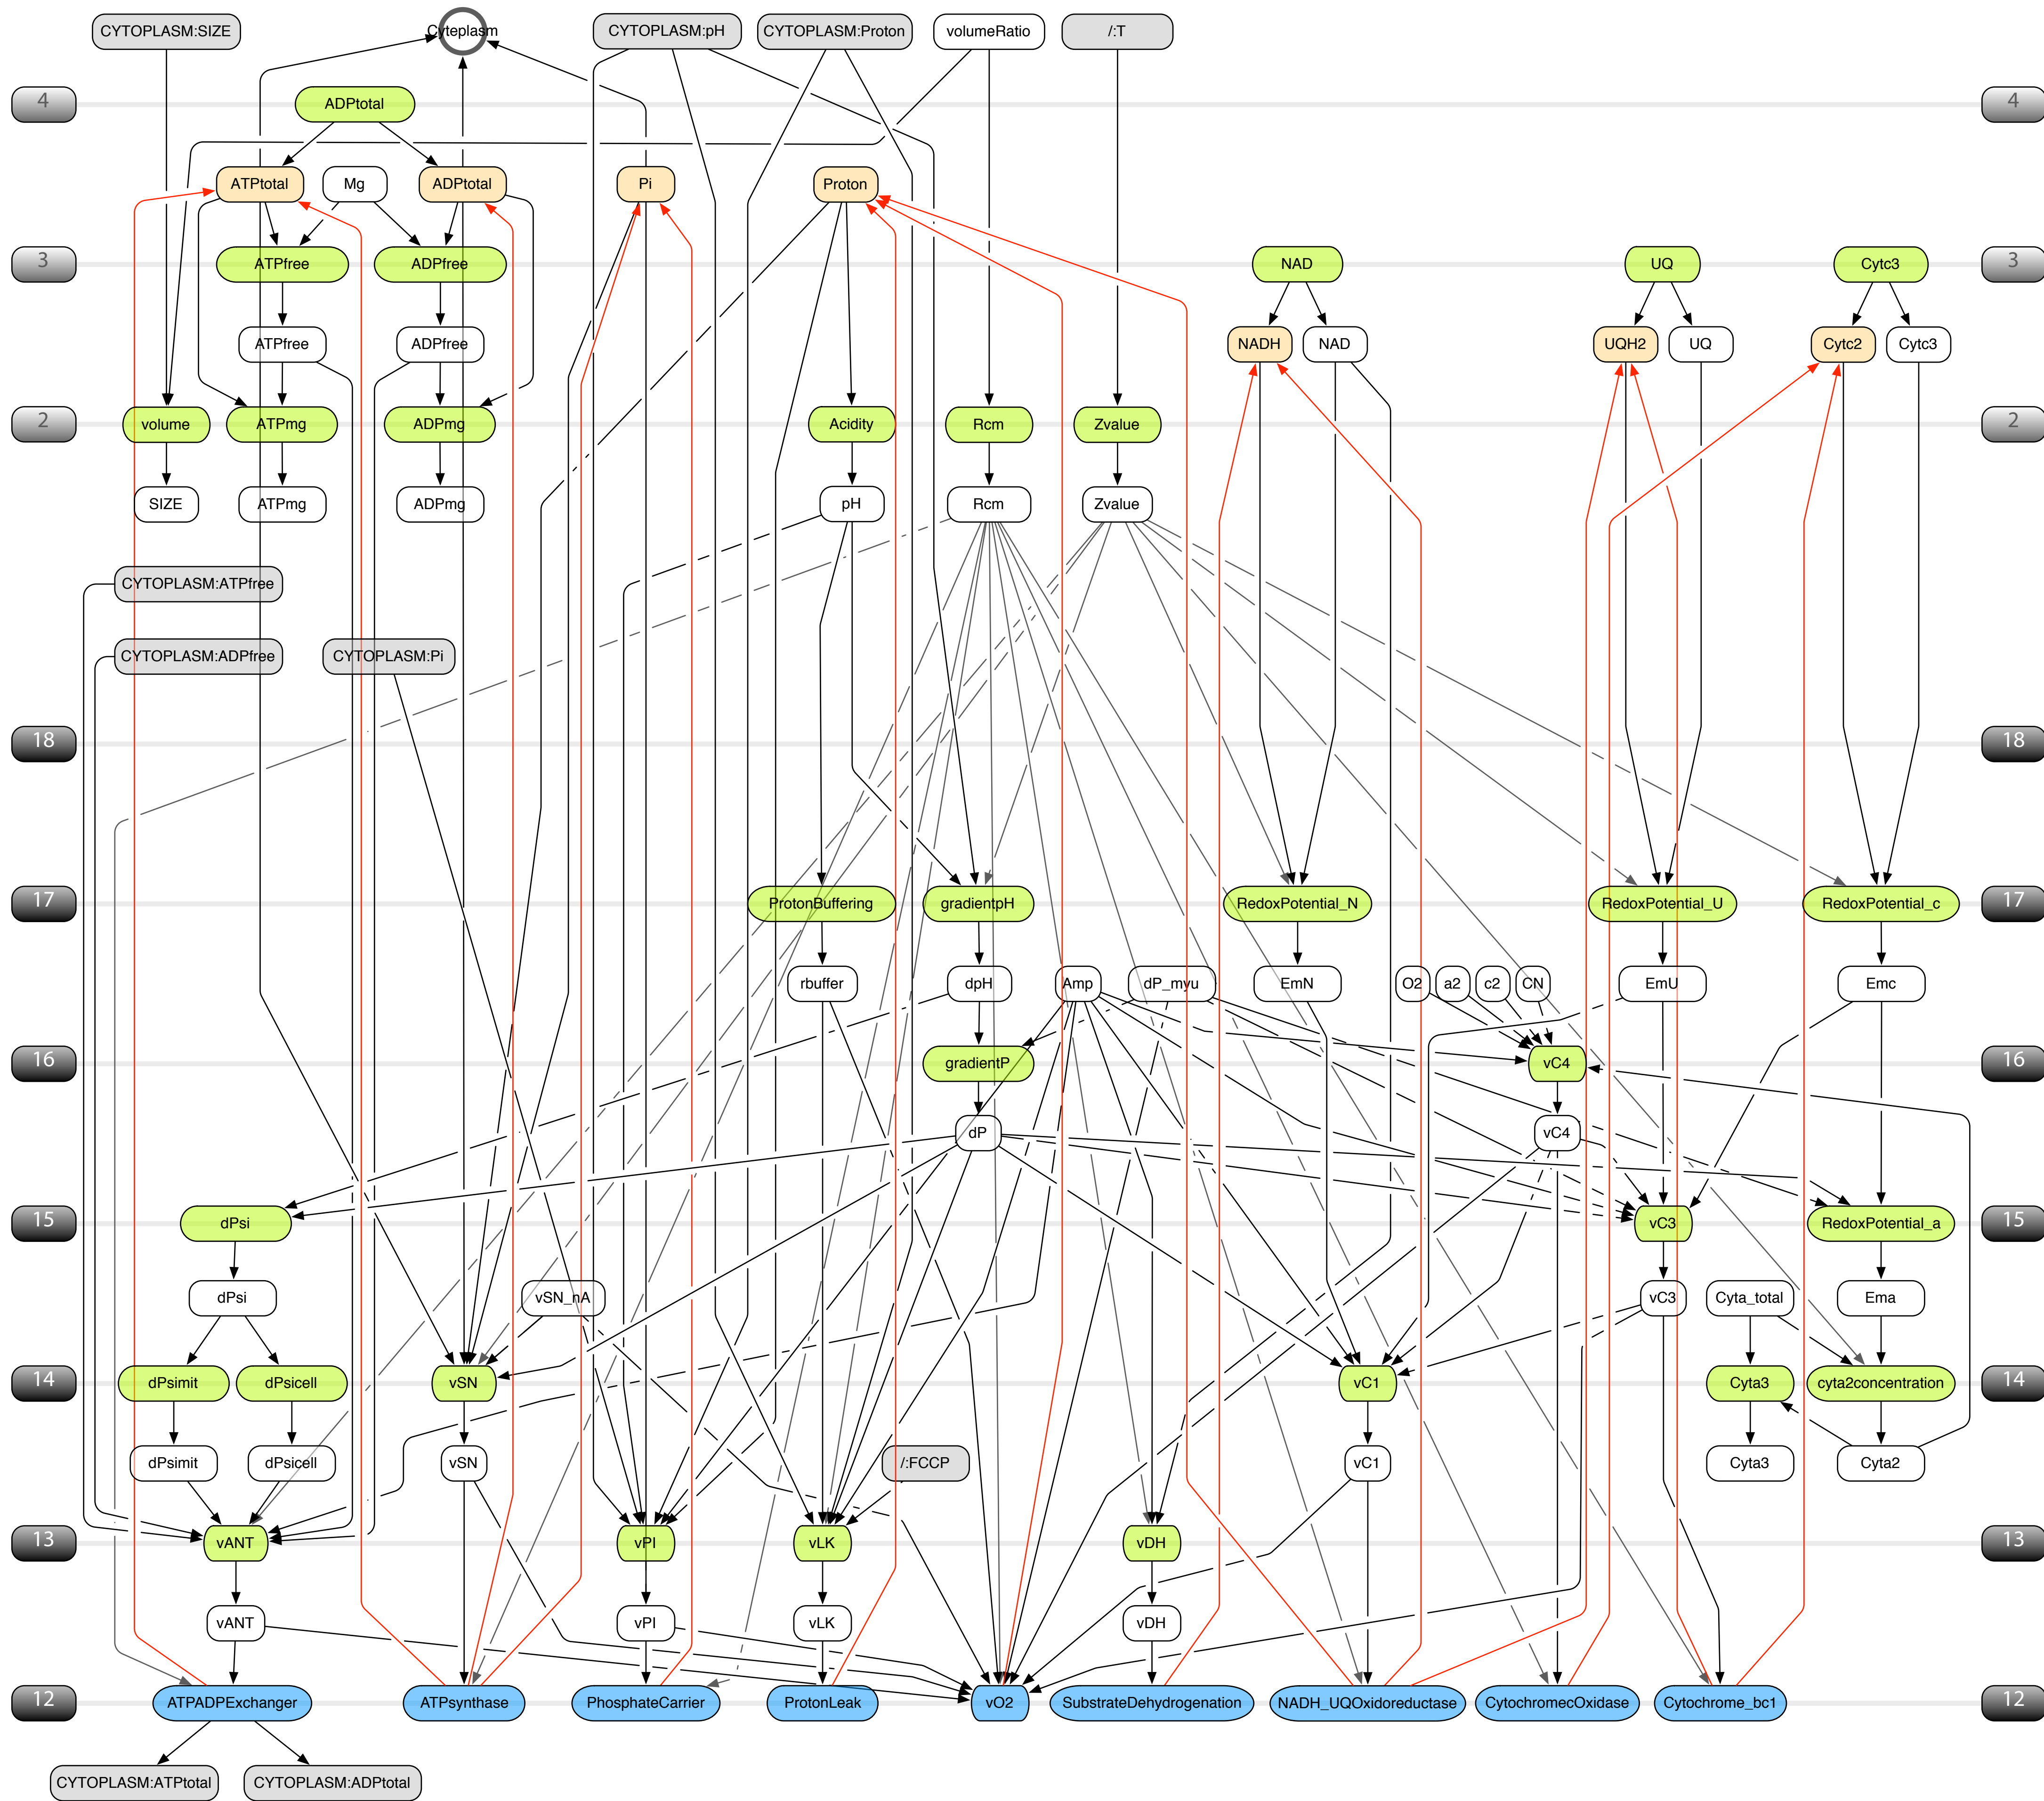 CYTOPLASM:SIZE
Cyteplasm
CYTOPLASM:pH
CYTOPLASM:Proton
volumeRatio
/:T
4
ADPtotal
4
ATPtotal
Mg
ADPtotal
Pi
Proton
3
ATPfree
ADPfree
NAD
UQ
Cytc3
3
ATPfree
ADPfree
NADH
NAD
UQH2
UQ
Cytc2
Cytc3
2
volume
ATPmg
ADPmg
Acidity
Rcm
Zvalue
2
SIZE
ATPmg
ADPmg
pH
Rcm
Zvalue
CYTOPLASM:ATPfree
CYTOPLASM:ADPfree
CYTOPLASM:Pi
18
18
17
ProtonBuffering
gradientpH
RedoxPotential_N
RedoxPotential_U
RedoxPotential_c
17
rbuffer
dpH
Amp
dP_myu
EmN
O2
a2
c2
CN
EmU
Emc
16
gradientP
vC4
16
dP
vC4
15
dPsi
vC3
RedoxPotential_a
15
dPsi
vSN_nA
vC3
Cyta_total
Ema
14
dPsimit
dPsicell
vSN
vC1
Cyta3
cyta2concentration
14
dPsimit
dPsicell
vSN
/:FCCP
vC1
Cyta3
Cyta2
13
vANT
vPI
vLK
vDH
13
vANT
vPI
vLK
vDH
12
ATPADPExchanger
ATPsynthase
PhosphateCarrier
ProtonLeak
vO2
SubstrateDehydrogenation
NADH_UQOxidoreductase
CytochromecOxidase
Cytochrome_bc1
12
CYTOPLASM:ATPtotal
CYTOPLASM:ADPtotal